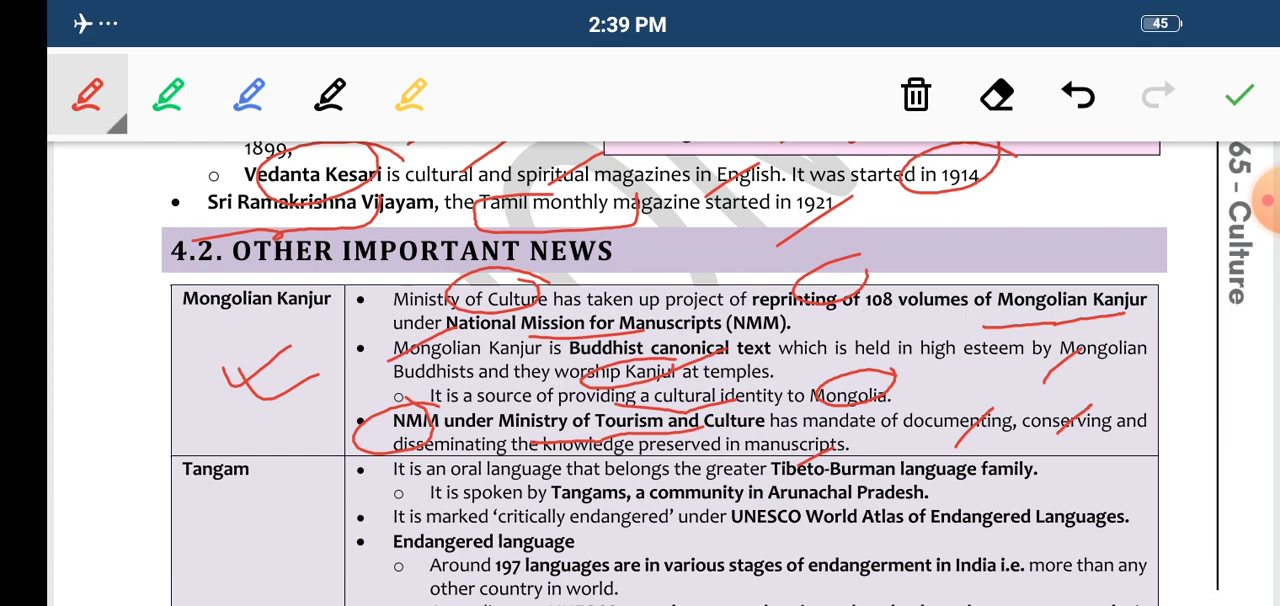 2:39 PM
45
1899,
o Vedanta Kesari is cultural and spiritual magazines in English. It was started in 1914
• Sri Ramakrishna Vijayam, the Tamil monthly magazine started in 1921
4.2. OTHER IMPORTANT NEWS
Mongolian Kanjur
• Ministry of Culture has taken up project of reprinting of 108 volumes of Mongolian Kanjur
under National Mission for Manuscripts (NMM).
• Mongolian Kanjur is Buddhist canonical text which is held in high esteem by Mongolian
Buddhists and they worship Kanjur at temples.
o It is a source of providing a cultural identity to Mongolia.
• NMM under Ministry of Tourism and Culture has mandate of documenting, conserving and
disseminating the knowledge preserved in manuscripts.
Tangam
• It is an oral language that belongs the greater Tibeto-Burman language family.
o It is spoken by Tangams, a community in Arunachal Pradesh.
• It is marked ‘critically endangered’ under UNESCO World Atlas of Endangered Languages.
• Endangered language
o Around 197 languages are in various stages of endangerment in India i.e. more than any
other country in world.
65 - Culture